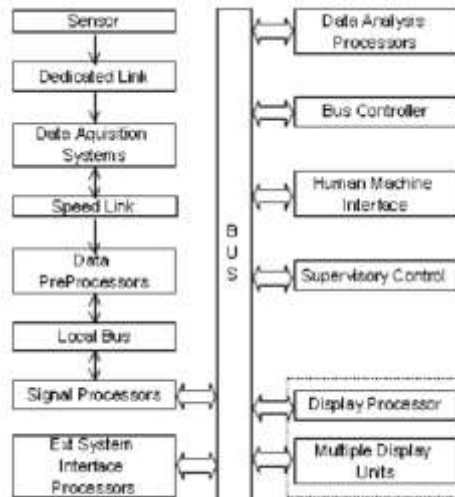 Sensor
Dedicated Link
Data Aquisition
Systems
Speed Link
Data
PreProcessors
Local Bus
Signal Processors
Ext System
Interface
Processors
B
U
S
Data Analysis
Processors
Bus Controller
Human Machine
Interface
Supervisory Control
Display Processor
Multiple Display
Units